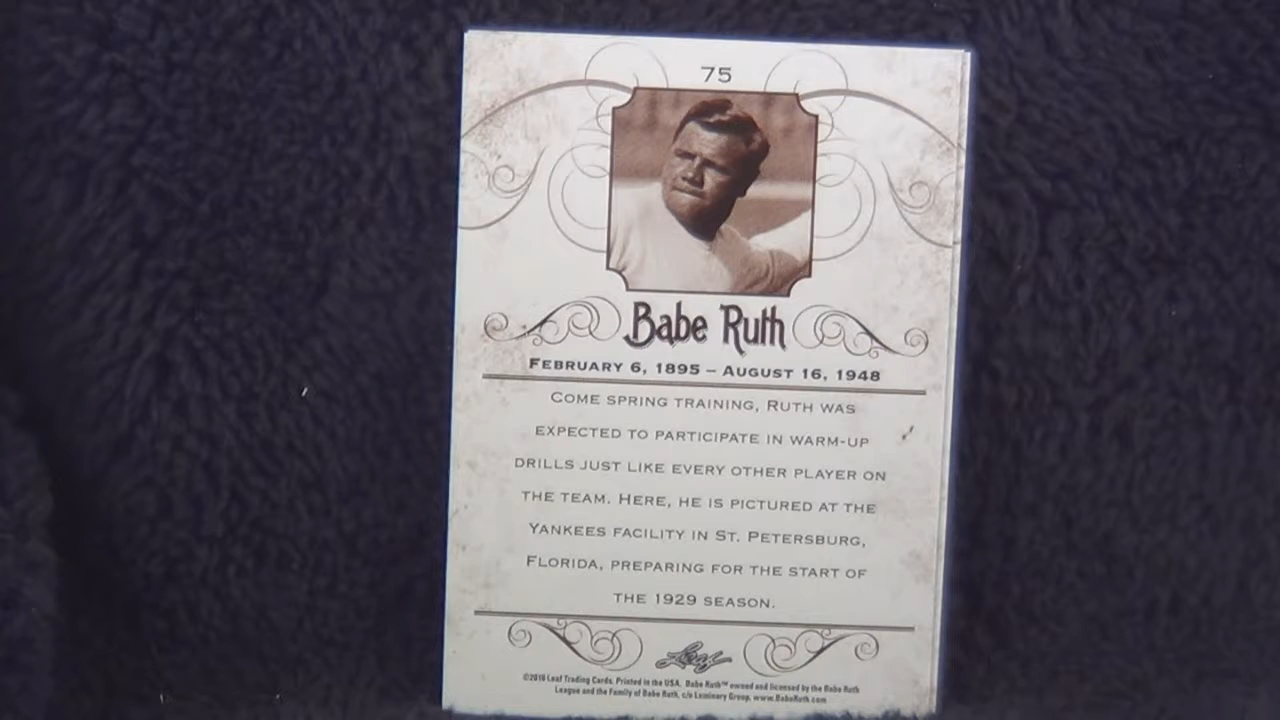 75
Babe Ruth
FEBRUARY 6, 1895 – AUGUST 16, 1948
COME SPRING TRAINING, RUTH WAS
EXPECTED TO PARTICIPATE IN WARM-UP
DRILLS JUST LIKE EVERY OTHER PLAYER ON
THE TEAM. HERE, HE IS PICTURED AT THE
YANKEES FACILITY IN ST. PETERSBURG,
FLORIDA, PREPARING FOR THE START OF
THE 1929 SEASON.
Leaf
©2016 Leaf Trading Cards. Printed in the USA. Babe Ruth™ owned and licensed by the Babe Ruth
League and the Family of Babe Ruth, c/o Luminary Group, www.BabeRuth.com